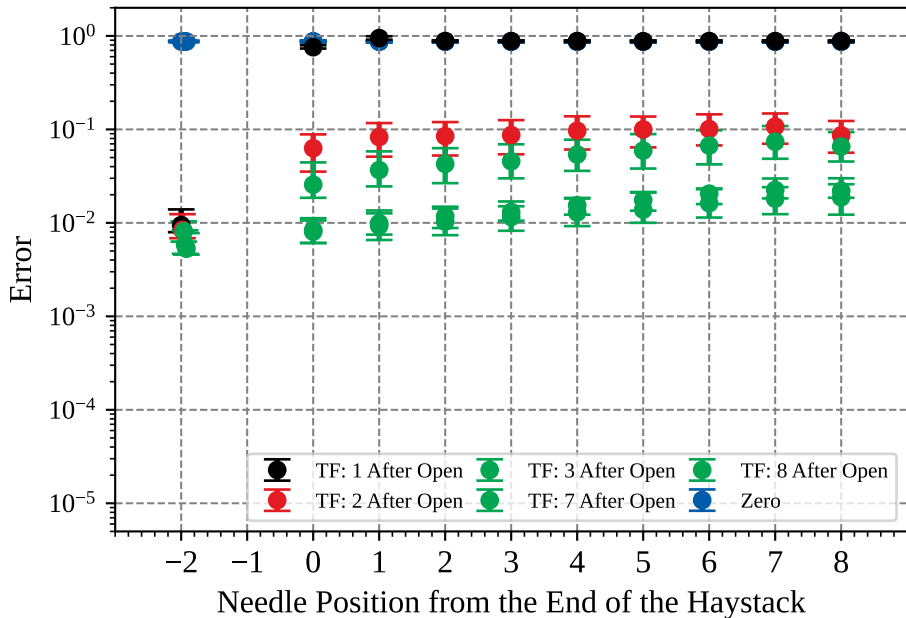 10⁰
10⁻¹
10⁻²
10⁻³
10⁻⁴
10⁻⁵
Error
TF: 1 After Open
TF: 2 After Open
TF: 3 After Open
TF: 7 After Open
TF: 8 After Open
Zero
−2 −1 0 1 2 3 4 5 6 7 8
Needle Position from the End of the Haystack